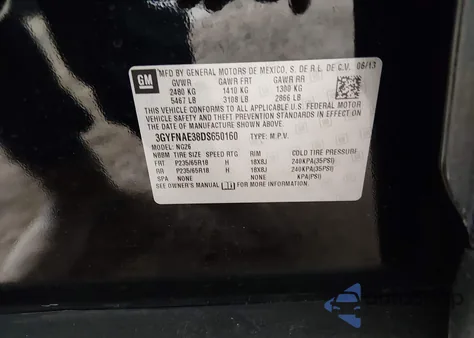 GM
MFD BY GENERAL MOTORS DE MEXICO, S. DE R.L. DE C.V. 06/13
GVWR GAWR FRT GAWR RR
2480 KG 1410 KG 1300 KG
5467 LB 3108 LB 2866 LB
THIS VEHICLE CONFORMS TO ALL APPLICABLE U.S. FEDERAL MOTOR
VEHICLE SAFETY, BUMPER, AND THEFT PREVENTION STANDARDS IN
EFFECT ON THE DATE OF MANUFACTURE SHOWN ABOVE.
3GYFNAE38DS650160 TYPE: M.P.V.
MODEL: NG26
TIRE SIZE SPEED RTG RIM COLD TIRE PRESSURE
FRT P235/65R18 H 18X8J 240KPA(35PSI)
RR P235/65R18 H 18X8J 240KPA(35PSI)
SPA NONE NONE KPA(PSI)
SEE OWNER'S MANUAL FOR MORE INFORMATION.